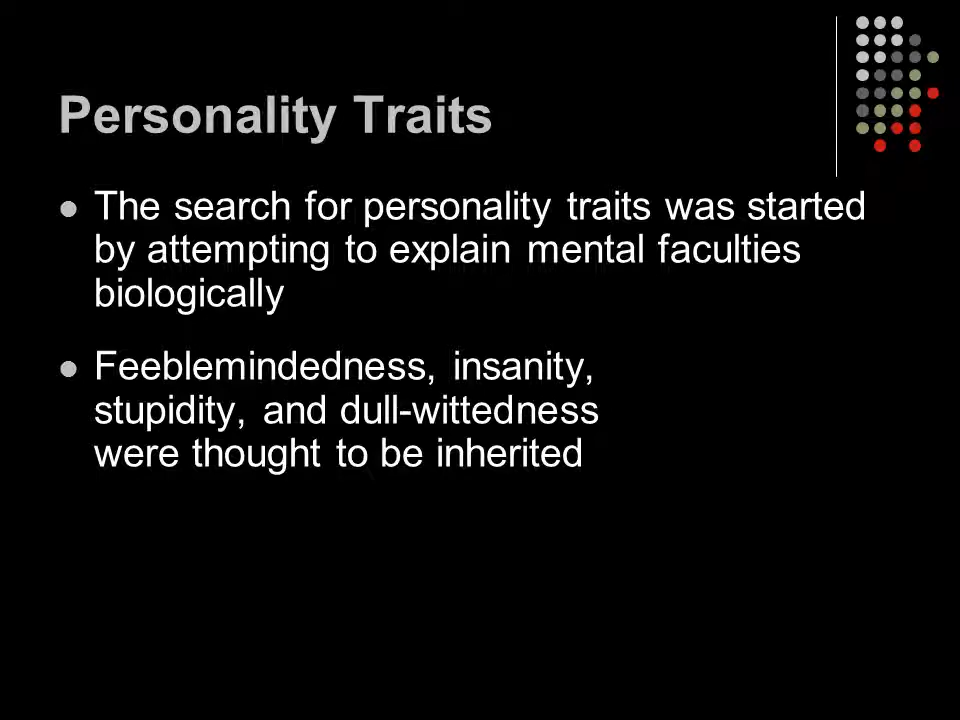 Personality Traits
The search for personality traits was started
by attempting to explain mental faculties
biologically
Feeblemindedness, insanity,
stupidity, and dull-wittedness
were thought to be inherited